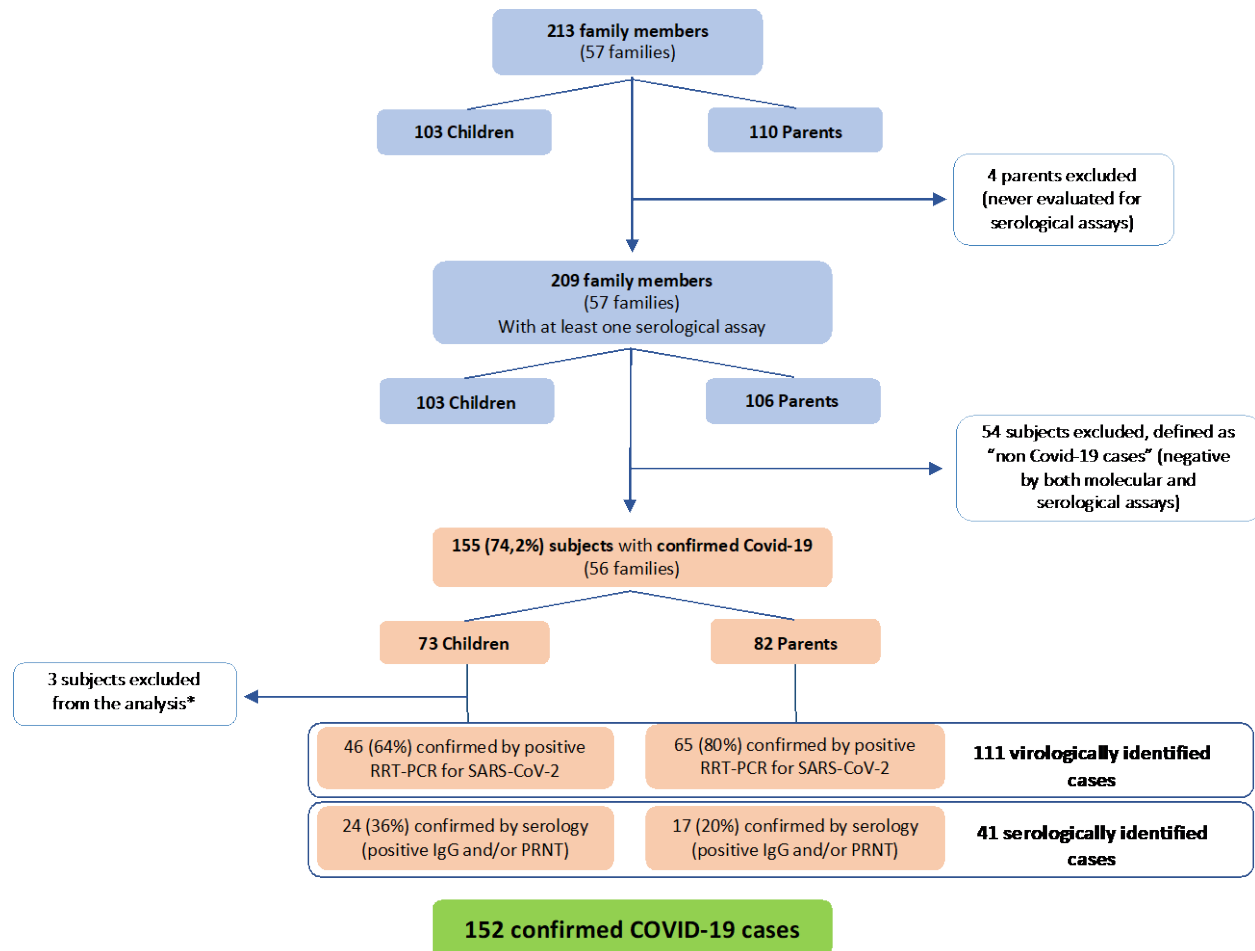 213 family members
(57 families)
103 Children
110 Parents
4 parents excluded
(never evaluated for
serological assays)
209 family members
(57 families)
With at least one serological assay
103 Children
106 Parents
54 subjects excluded, defined as
“non Covid-19 cases” (negative
by both molecular and
serological assays)
155 (74,2%) subjects with confirmed Covid-19
(56 families)
73 Children
82 Parents
3 subjects excluded
from the analysis*
46 (64%) confirmed by positive
RRT-PCR for SARS-CoV-2
65 (80%) confirmed by positive
RRT-PCR for SARS-CoV-2
111 virologically identified
cases
24 (36%) confirmed by serology
(positive IgG and/or PRNT)
17 (20%) confirmed by serology
(positive IgG and/or PRNT)
41 serologically identified
cases
152 confirmed COVID-19 cases